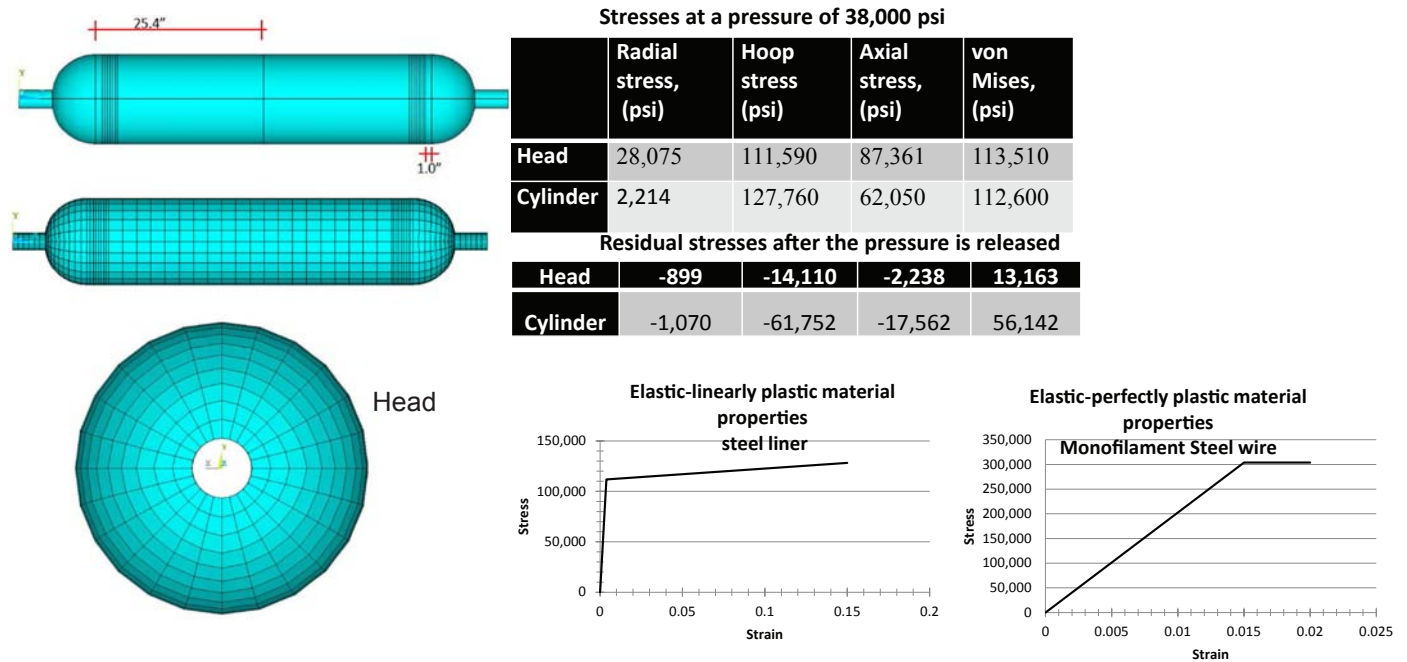 25.4"
Y
1.0"
Y
Head
Stresses at a pressure of 38,000 psi
Radial stress, (psi) Hoop stress (psi) Axial stress, (psi) von Mises, (psi)
Head 28,075 111,590 87,361 113,510
Cylinder 2,214 127,760 62,050 112,600
Residual stresses after the pressure is released
Head -899 -14,110 -2,238 13,163
Cylinder -1,070 -61,752 -17,562 56,142
Elastic-linearly plastic material
properties
steel liner
150,000
100,000
50,000
0
Stress
0 0.05 0.1 0.15 0.2
Strain
Elastic-perfectly plastic material
properties
Monofilament Steel wire
350,000
300,000
250,000
200,000
150,000
100,000
50,000
0
Stress
0 0.005 0.01 0.015 0.02 0.025
Strain